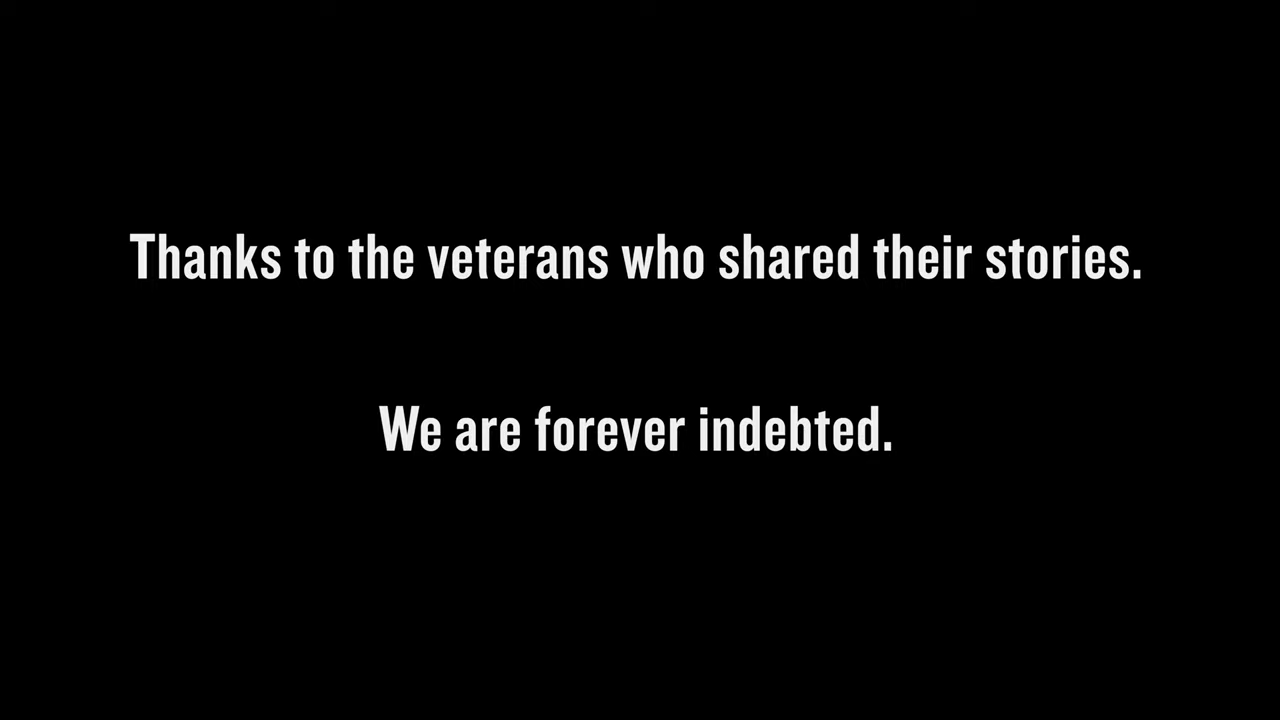 Thanks to the veterans who shared their stories.
We are forever indebted.